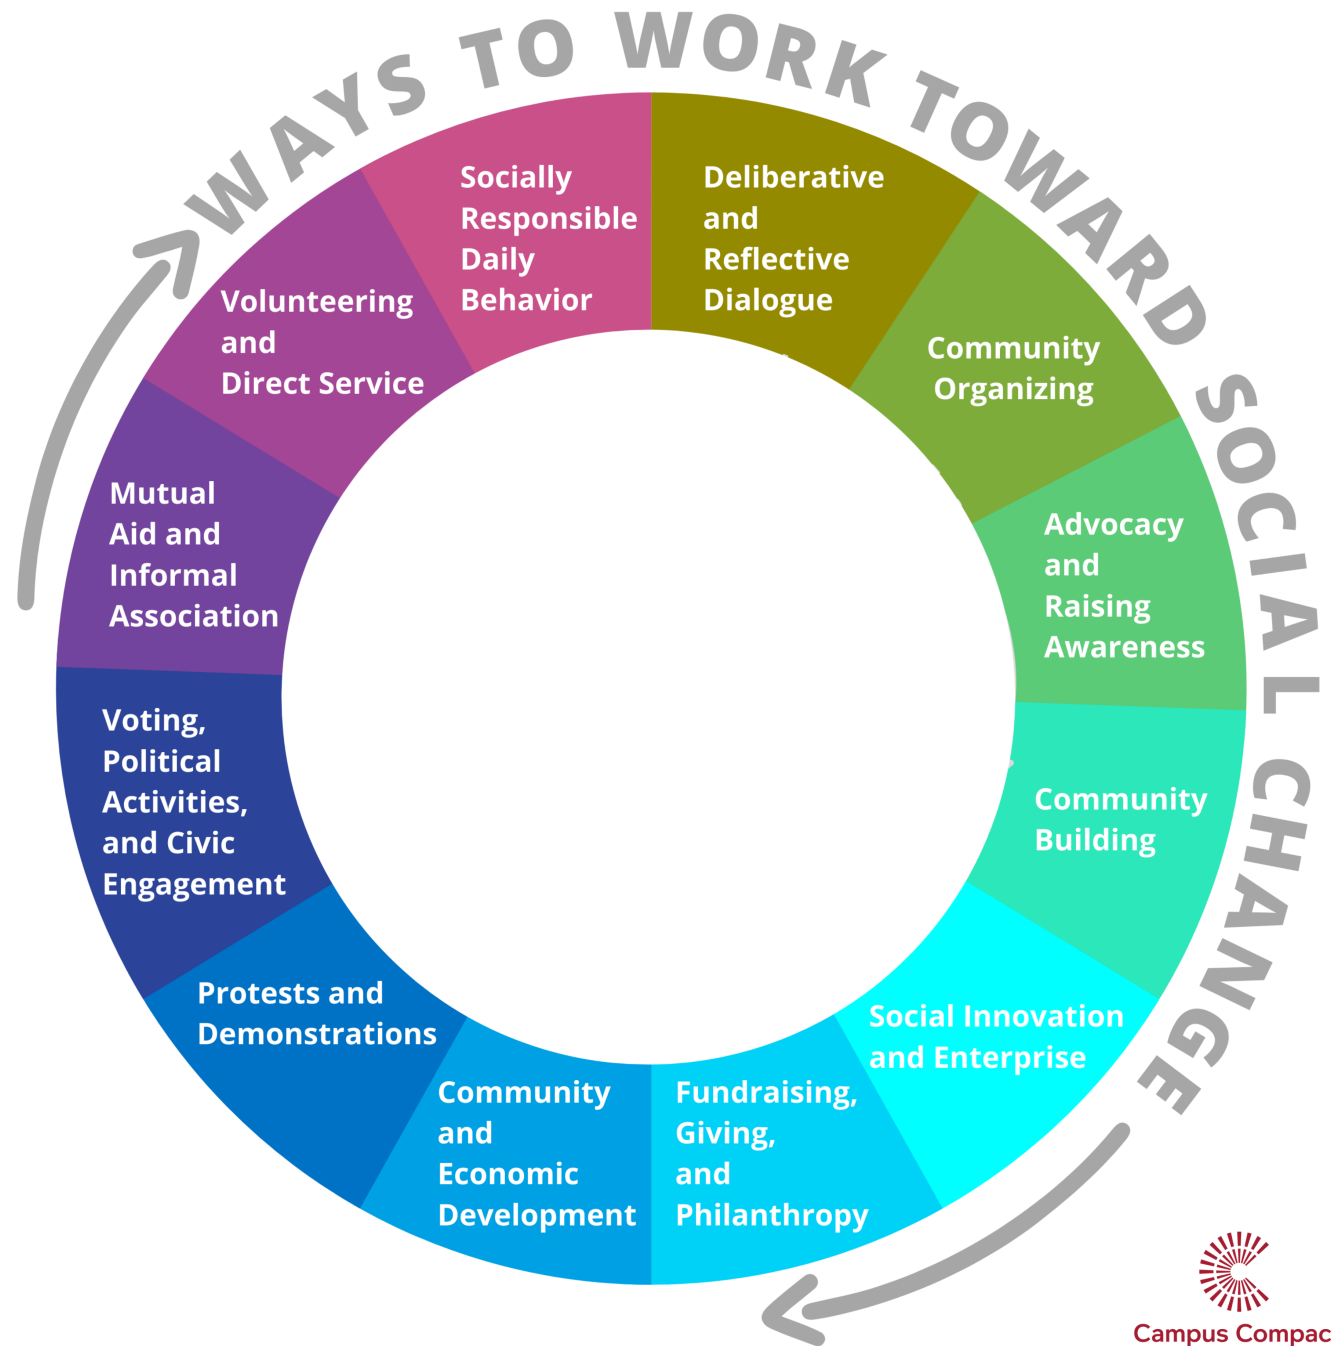 WAYS TO WORK TOWARD SOCIAL CHANGE
Deliberative
and
Reflective
Dialogue
Community
Organizing
Advocacy
and
Raising
Awareness
Community
Building
Social Innovation
and Enterprise
Fundraising,
Giving,
and
Philanthropy
Community
and
Economic
Development
Protests and
Demonstrations
Voting,
Political
Activities,
and Civic
Engagement
Mutual
Aid and
Informal
Association
Volunteering
and
Direct Service
Socially
Responsible
Daily
Behavior
Campus Compac